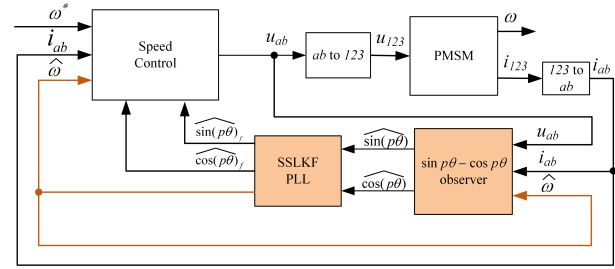 ω*
i_ab
ω̂
Speed
Control
u_ab
ab to 123
u_123
PMSM
ω
i_123
123 to
ab
i_ab
sin(pθ)^_f
cos(pθ)^_f
SSLKF
PLL
sin(pθ)^
cos(pθ)^
sin pθ – cos pθ
observer
u_ab
i_ab
ω̂